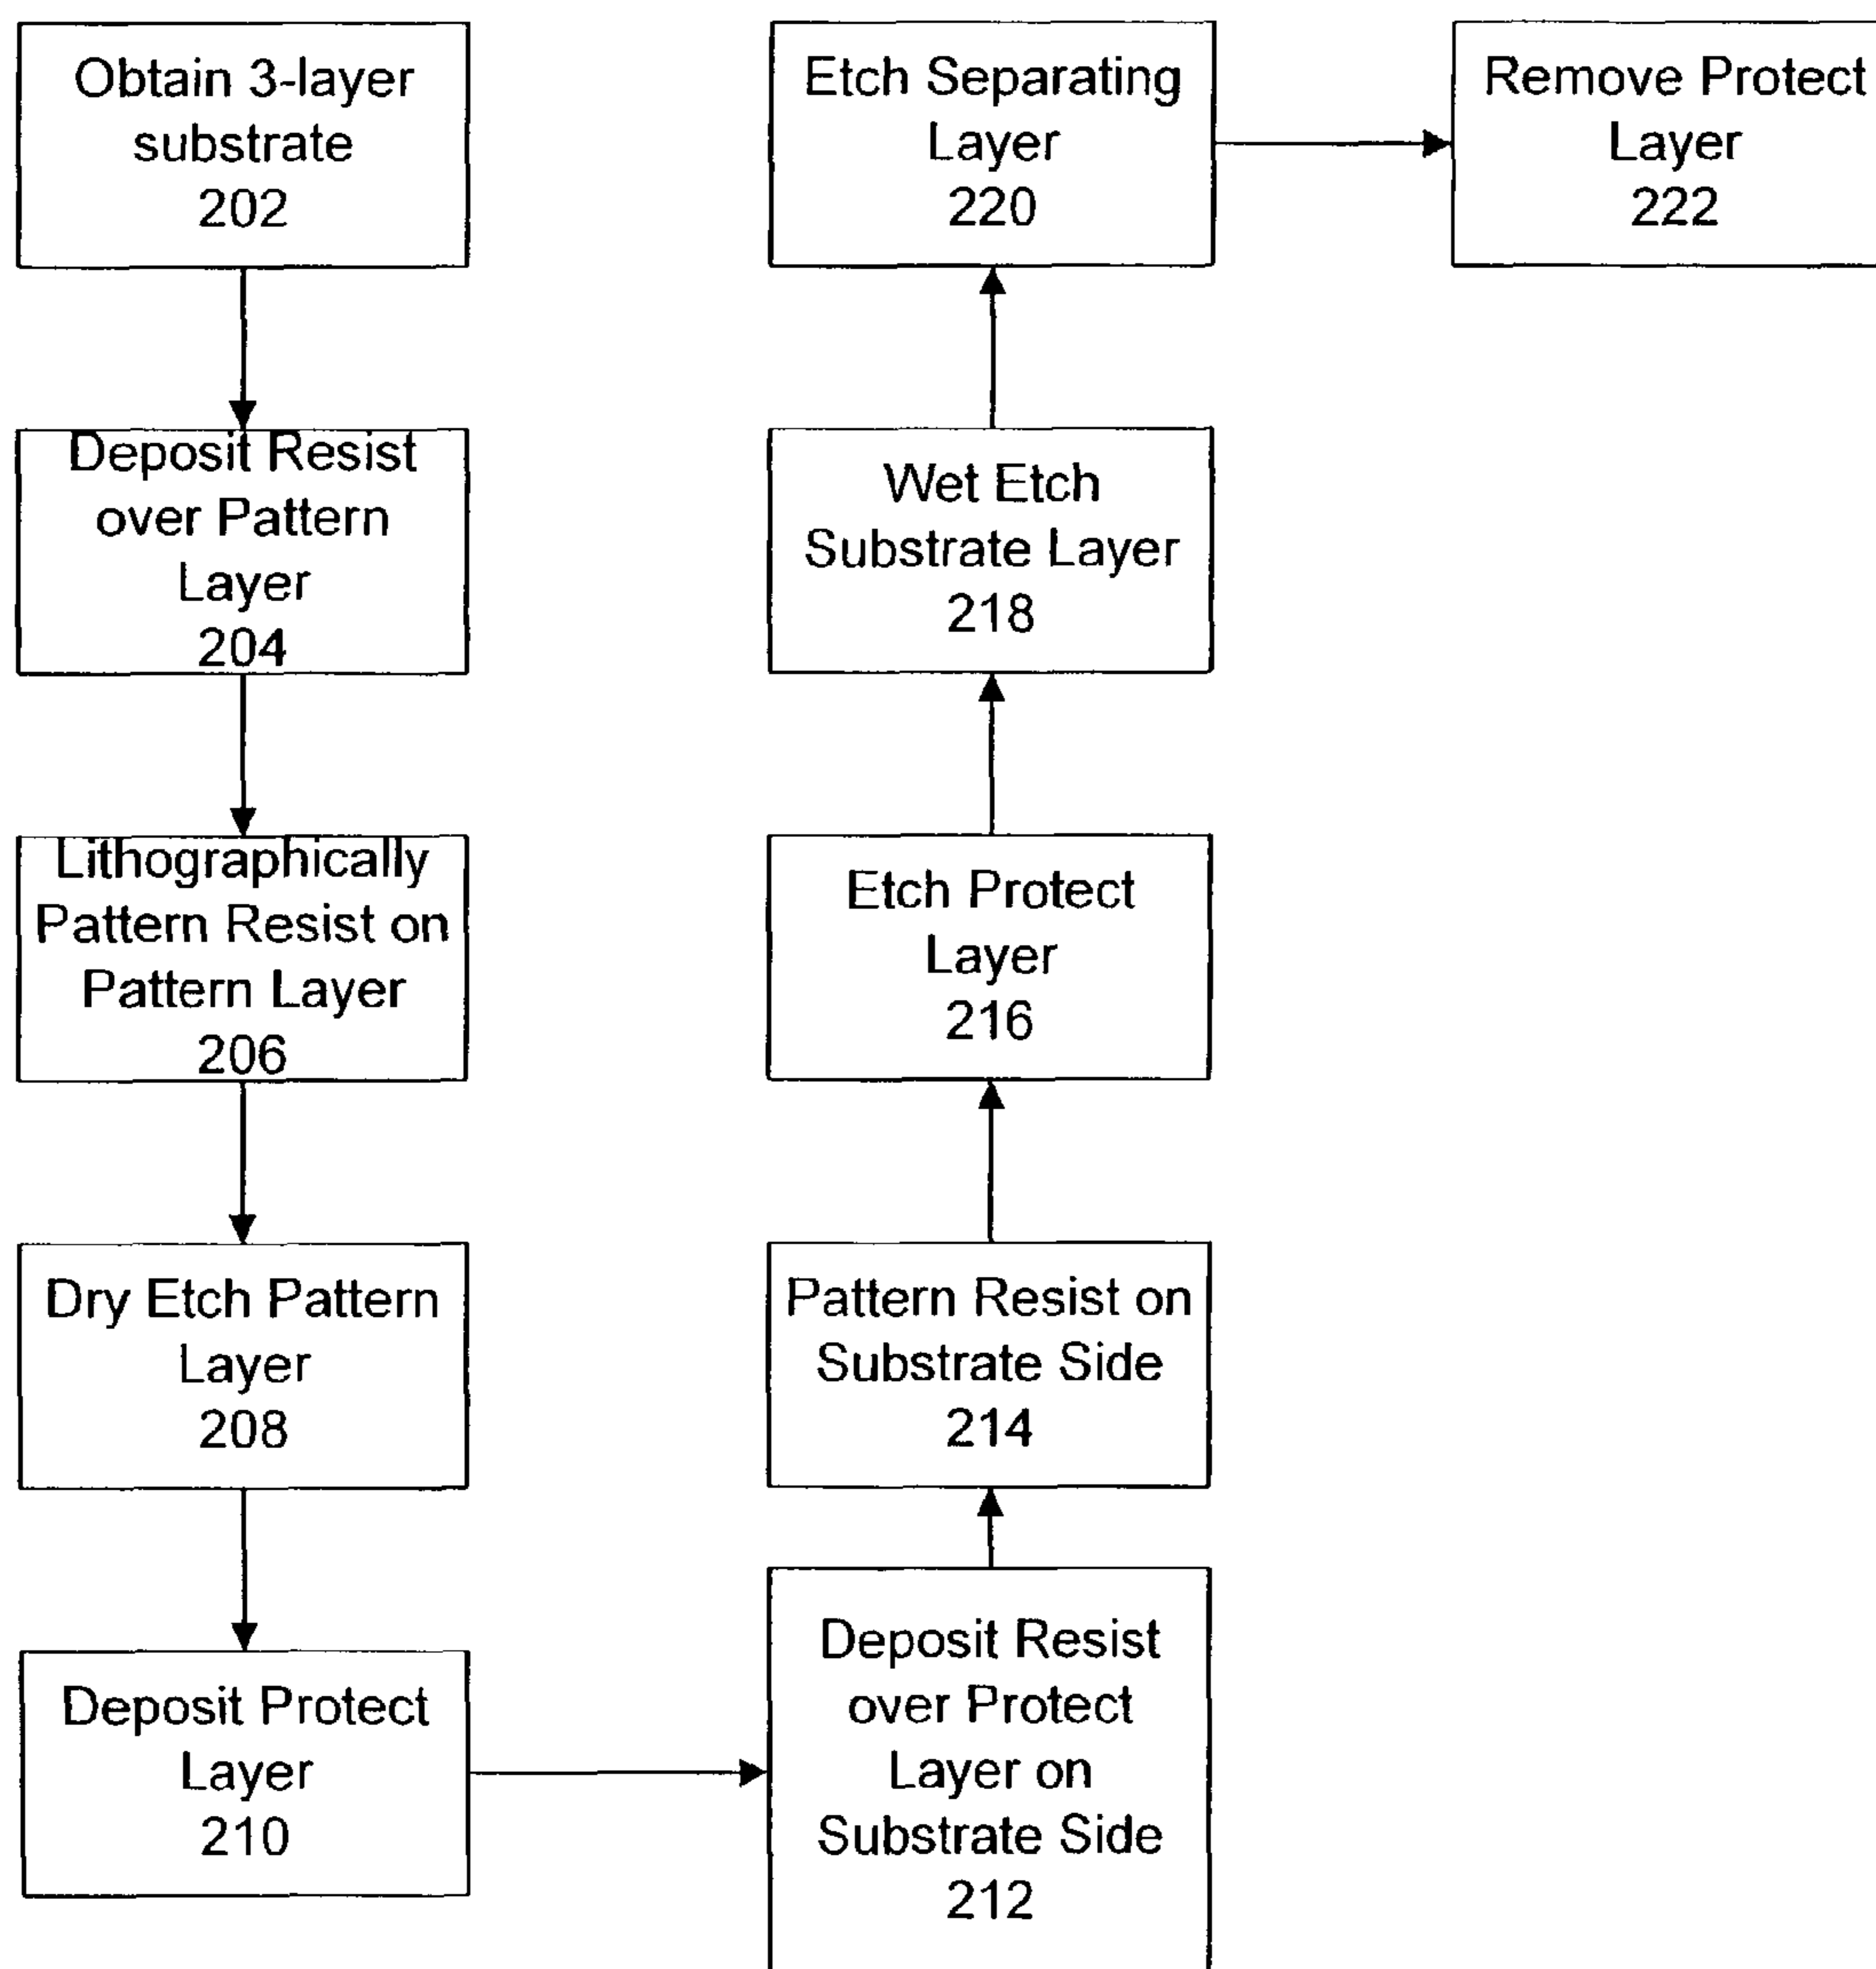 Obtain 3-layer
substrate
202
Deposit Resist
over Pattern
Layer
204
Lithographically
Pattern Resist on
Pattern Layer
206
Dry Etch Pattern
Layer
208
Deposit Protect
Layer
210
Deposit Resist
over Protect
Layer on
Substrate Side
212
Pattern Resist on
Substrate Side
214
Etch Protect
Layer
216
Wet Etch
Substrate Layer
218
Etch Separating
Layer
220
Remove Protect
Layer
222